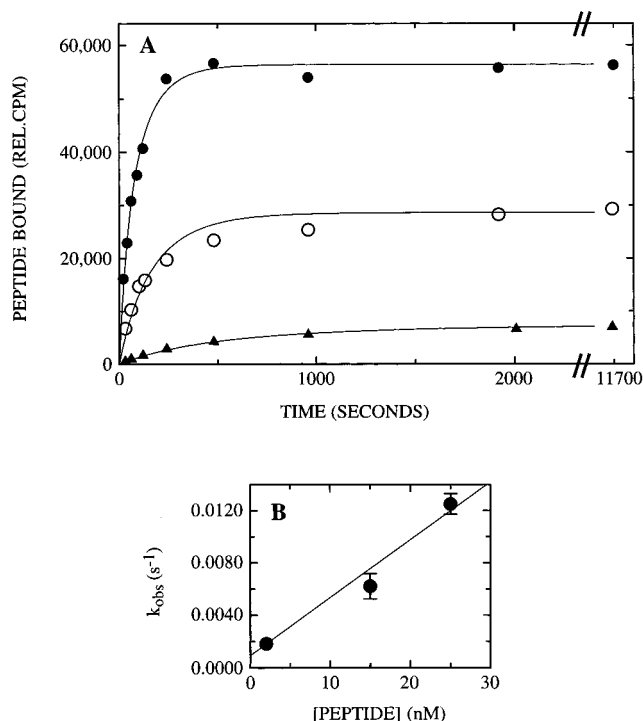 A
PEPTIDE BOUND (REL.CPM)
60,000
40,000
20,000
0
0 1000 2000 11700
TIME (SECONDS)
B
k obs (s-1)
0.0120
0.0080
0.0040
0.0000
0 10 20 30
[PEPTIDE] (nM)